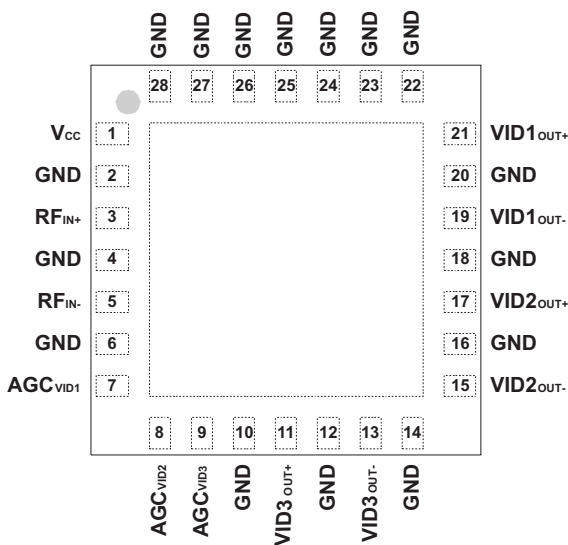 GND GND GND GND GND GND GND
28 27 26 25 24 23 22
Vcc 1 21 VID1OUT+
GND 2 20 GND
RFIN+ 3 19 VID1OUT-
GND 4 18 GND
RFIN- 5 17 VID2OUT+
GND 6 16 GND
AGCVID1 7 15 VID2OUT-
8 9 10 11 12 13 14
AGCVID2 AGCVID3 GND VID3OUT+ GND VID3OUT- GND